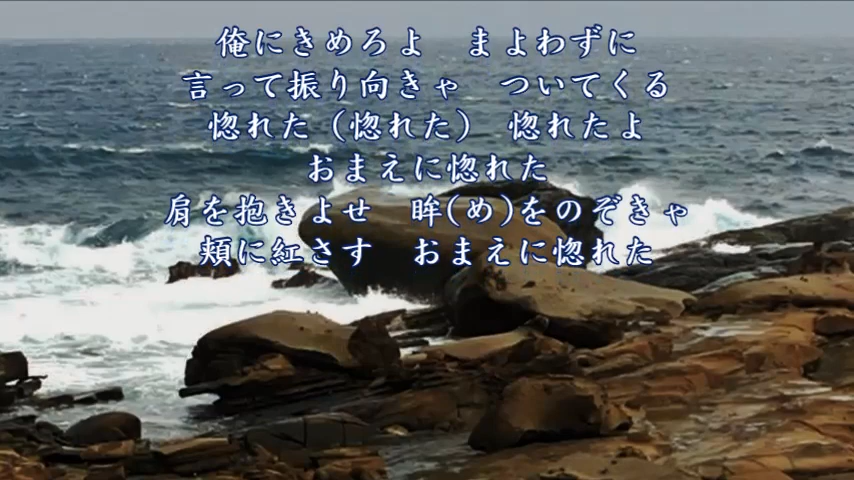 俺にきめろよ　まよわずに
言って振り向きゃ　ついてくる
惚れた（惚れた）　惚れたよ
おまえに惚れた
肩を抱きよせ　眸(め)をのぞきゃ
頬に紅さす　おまえに惚れた